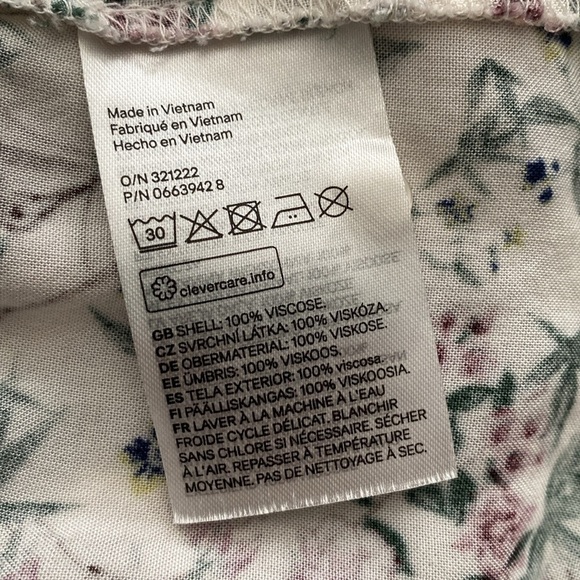 Made in Vietnam
Fabriqué en Vietnam
Hecho en Vietnam
O/N 321222
P/N 0663942 8
30
clevercare.info
GB SHELL: 100% VISCOSE.
CZ SVRCHNÍ LÁTKA: 100% VISKÓZA.
DE OBERMATERIAL: 100% VISKOSE.
EE ÜMBRIS: 100% VISKOOS.
ES TELA EXTERIOR: 100% viscosa.
FI PÄÄLLISKANGAS: 100% VISKOOSIA.
FR LAVER À LA MACHINE À L'EAU
FROIDE CYCLE DÉLICAT. BLANCHIR
SANS CHLORE SI NÉCESSAIRE. SÉCHER
À L'AIR. REPASSER À TEMPÉRATURE
MOYENNE. PAS DE NETTOYAGE À SEC.